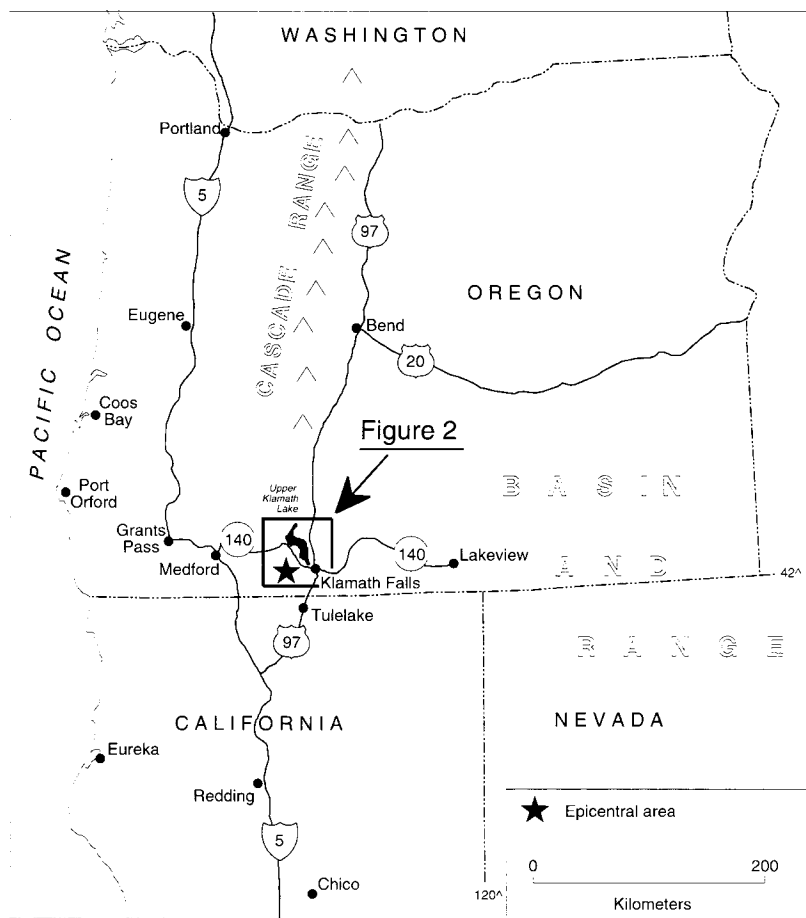 WASHINGTON
Portland
5
CASCADE RANGE
97
PACIFIC OCEAN
OREGON
Eugene
Bend
20
Coos
Bay
Figure 2
Port
Orford
Upper
Klamath
Lake
BASIN
Grants
Pass
140
Medford
140
Lakeview
AND
42^
Klamath Falls
Tulelake
97
RANGE
CALIFORNIA
NEVADA
Eureka
Redding
Epicentral area
5
0 200
Chico
120^
Kilometers